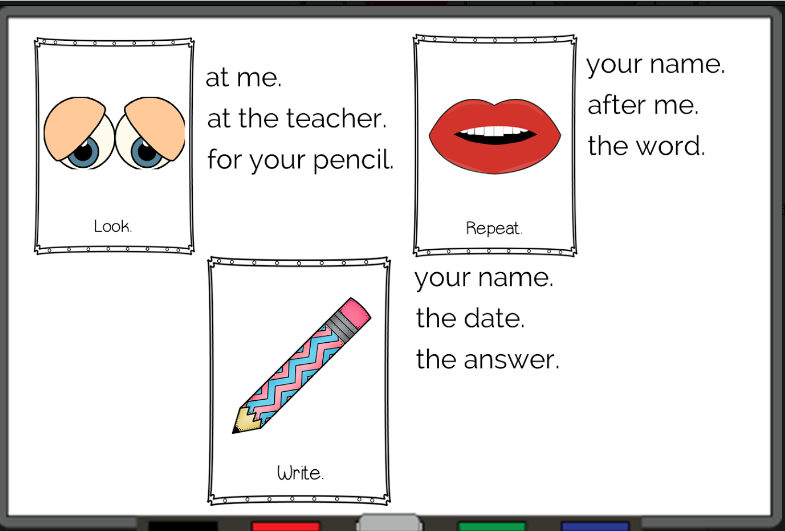 Look.
at me.
at the teacher.
for your pencil.
Repeat.
your name.
after me.
the word.
Write.
your name.
the date.
the answer.